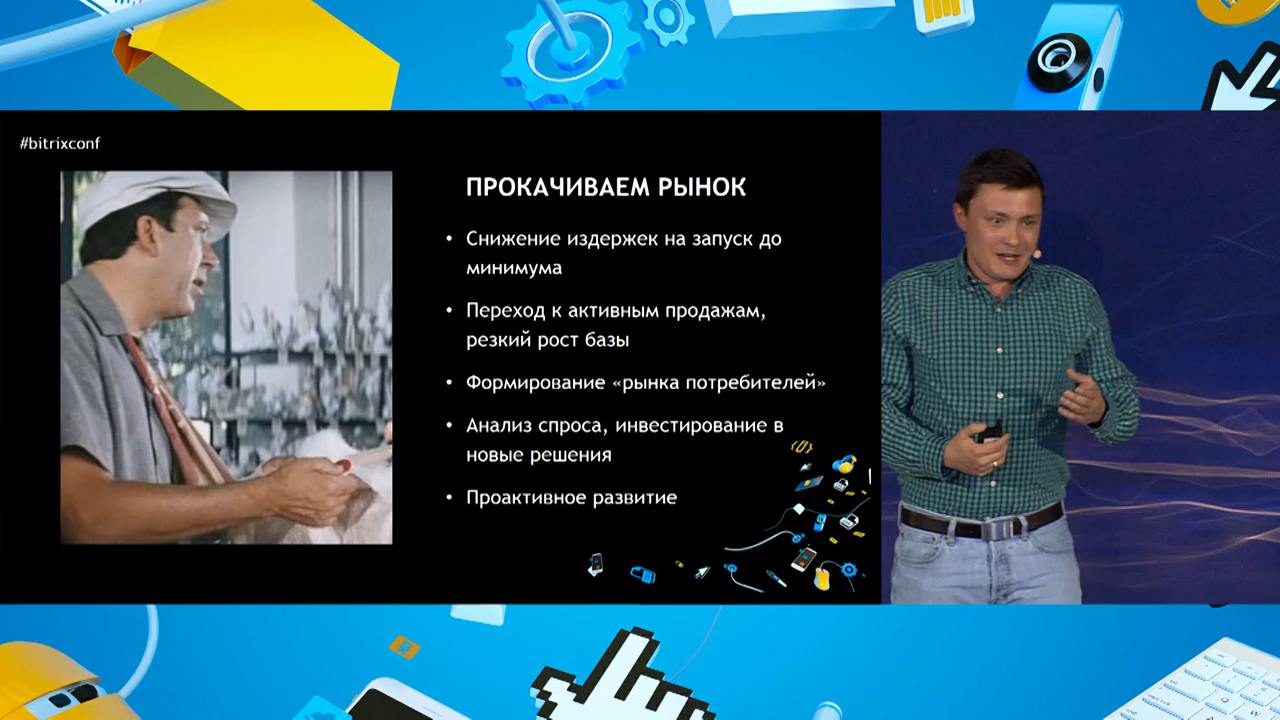 #bitrixconf
ПРОКАЧИВАЕМ РЫНОК
• Снижение издержек на запуск до
минимума
• Переход к активным продажам,
резкий рост базы
• Формирование «рынка потребителей»
• Анализ спроса, инвестирование в
новые решения
• Проактивное развитие